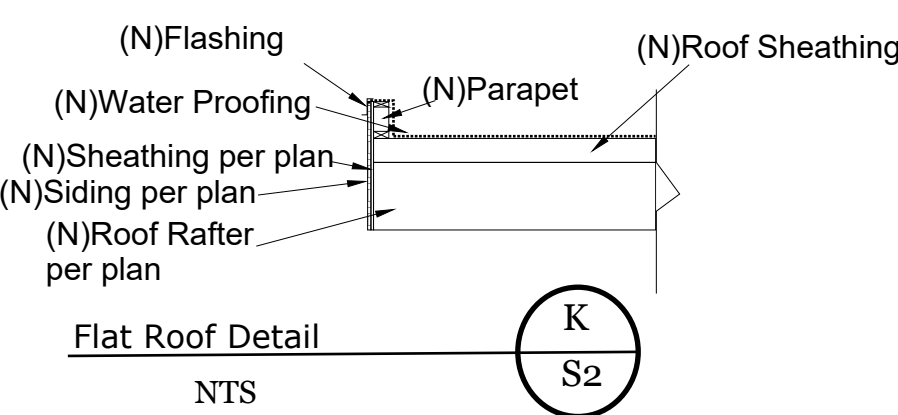 (N)Flashing
(N)Roof Sheathing
(N)Water Proofing
(N)Parapet
(N)Sheathing per plan
(N)Siding per plan
(N)Roof Rafter
per plan
Flat Roof Detail
K
S2
NTS